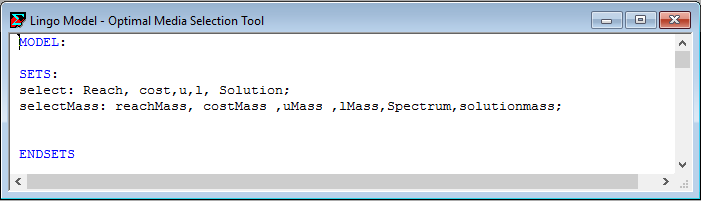 Lingo Model - Optimal Media Selection Tool
MODEL:
SETS:
select: Reach, cost,u,l, Solution;
selectMass: reachMass, costMass ,uMass ,lMass,Spectrum,solutionmass;
ENDSETS